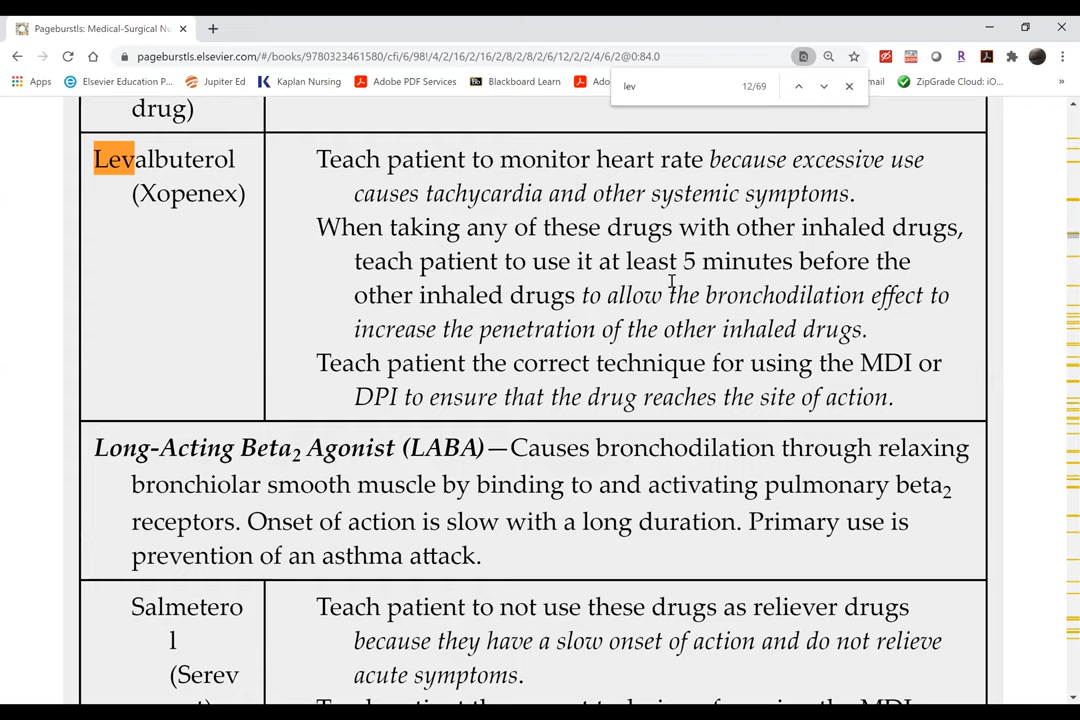 Pageburstls: Medical-Surgical Nu
pageburstls.elsevier.com/#/books/9780323461580/cfi/6/98!/4/2/16/2/16/2/8/2/8/2/6/12/2/2/4/6/2@0:84.0
Apps
Elsevier Education P...
Jupiter Ed
Kaplan Nursing
Adobe PDF Services
Blackboard Learn
Ado
mail
ZipGrade Cloud: iO...
»
lev
12/69
drug)
Levalbuterol
(Xopenex)
Teach patient to monitor heart rate because excessive use
causes tachycardia and other systemic symptoms.
When taking any of these drugs with other inhaled drugs,
teach patient to use it at least 5 minutes before the
other inhaled drugs to allow the bronchodilation effect to
increase the penetration of the other inhaled drugs.
Teach patient the correct technique for using the MDI or
DPI to ensure that the drug reaches the site of action.
Long-Acting Beta2 Agonist (LABA)—Causes bronchodilation through relaxing
bronchiolar smooth muscle by binding to and activating pulmonary beta2
receptors. Onset of action is slow with a long duration. Primary use is
prevention of an asthma attack.
Salmetero
l
(Serev
Teach patient to not use these drugs as reliever drugs
because they have a slow onset of action and do not relieve
acute symptoms.